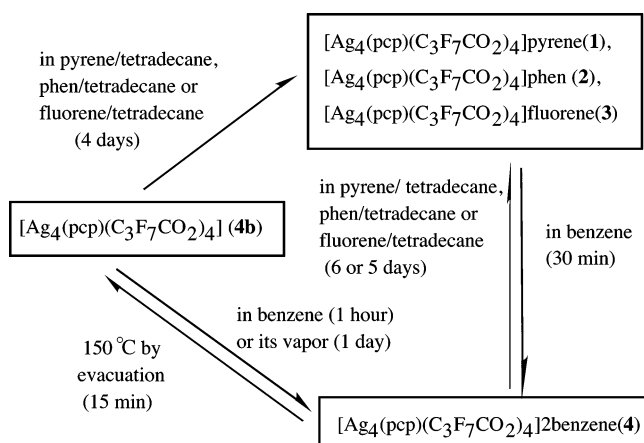 in pyrene/tetradecane,
phen/tetradecane or
fluorene/tetradecane
(4 days)
[Ag₄(pcp)(C₃F₇CO₂)₄]pyrene(1),
[Ag₄(pcp)(C₃F₇CO₂)₄]phen (2),
[Ag₄(pcp)(C₃F₇CO₂)₄]fluorene(3)
[Ag₄(pcp)(C₃F₇CO₂)₄] (4b)
in pyrene/ tetradecane,
phen/tetradecane or
fluorene/tetradecane
(6 or 5 days)
in benzene
(30 min)
in benzene (1 hour)
or its vapor (1 day)
150 °C by
evacuation
(15 min)
[Ag₄(pcp)(C₃F₇CO₂)₄]2benzene(4)